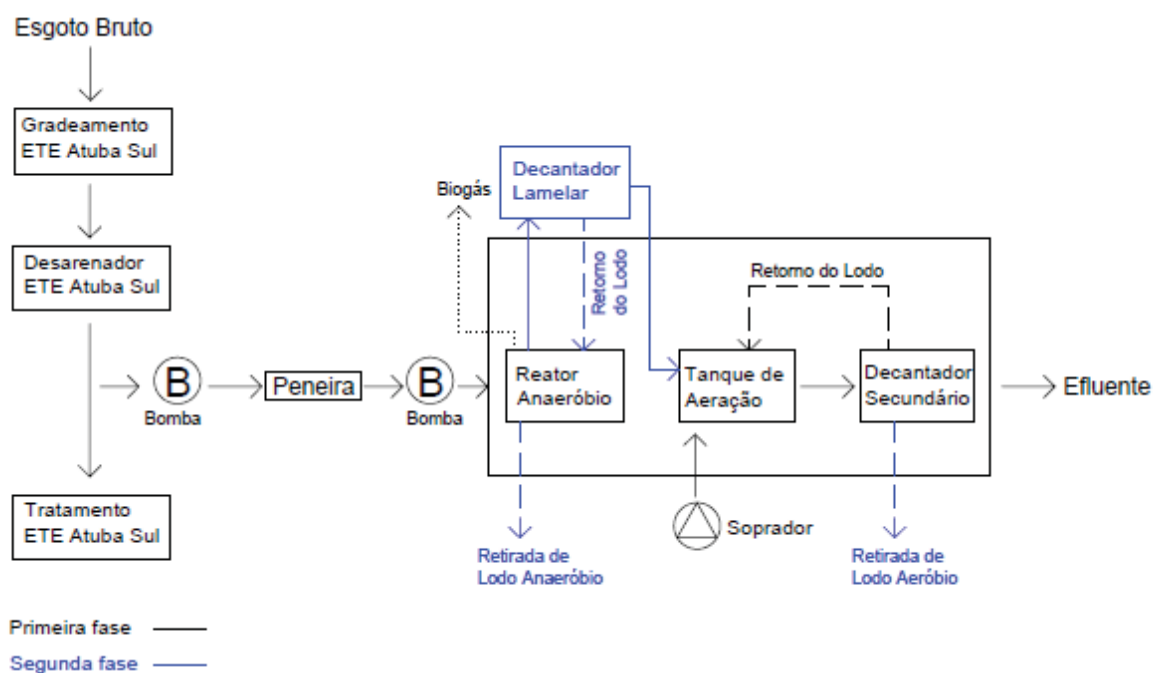 Esgoto Bruto
Gradeamento
ETE Atuba Sul
Desarenador
ETE Atuba Sul
B
Bomba
Peneira
B
Bomba
Tratamento
ETE Atuba Sul
Biogás
Decantador
Lamelar
Retorno
do Lodo
Retorno do Lodo
Reator
Anaeróbio
Tanque de
Aeração
Decantador
Secundário
Efluente
Soprador
Retirada de
Lodo Anaeróbio
Retirada de
Lodo Aeróbio
Primeira fase
Segunda fase